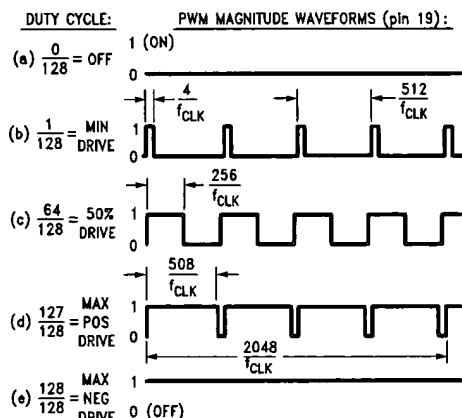 DUTY CYCLE: PWM MAGNITUDE WAVEFORMS (pin 19):
(a) 0/128 = OFF
1 (ON)
0
4/fCLK
512/fCLK
(b) 1/128 = MIN DRIVE
1
0
256/fCLK
(c) 64/128 = 50% DRIVE
1
0
508/fCLK
(d) 127/128 = MAX POS DRIVE
1
0
2048/fCLK
(e) 128/128 = MAX NEG DRIVE
1
0 (OFF)